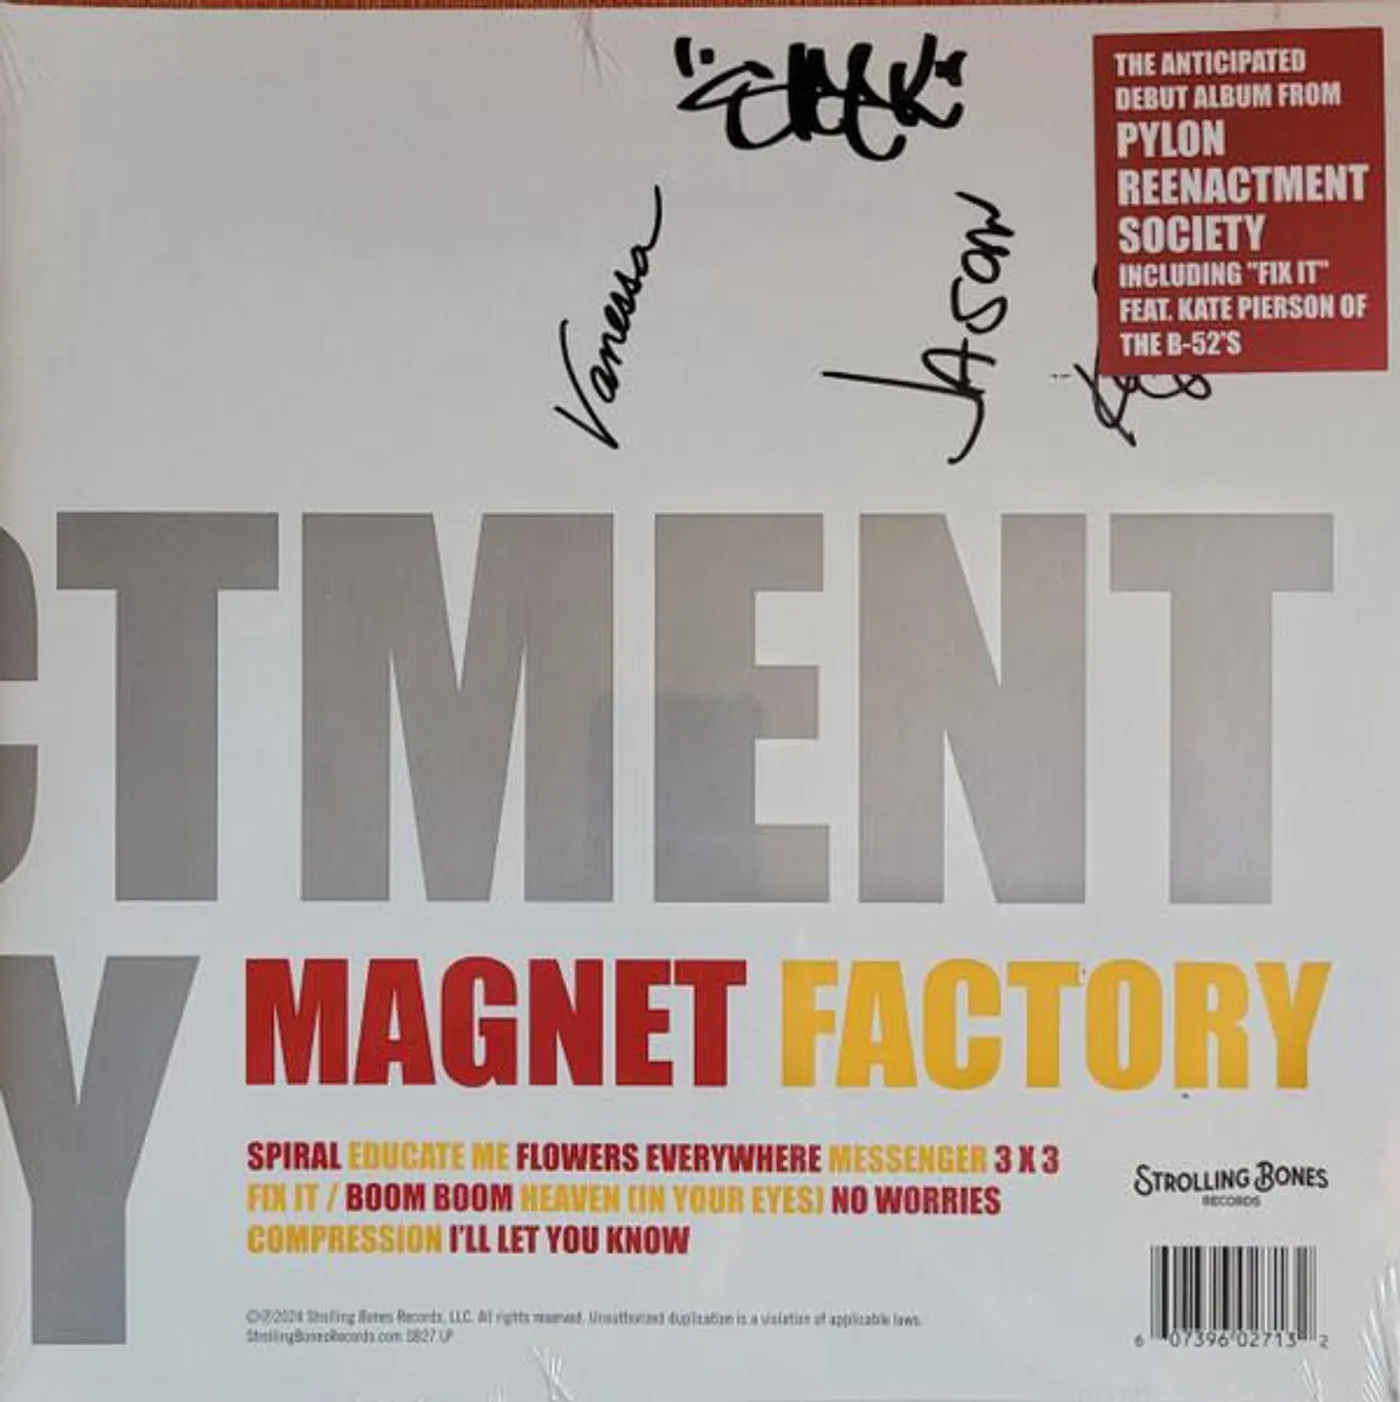 THE ANTICIPATED
DEBUT ALBUM FROM
PYLON
REENACTMENT
SOCIETY
INCLUDING "FIX IT"
FEAT. KATE PIERSON OF
THE B-52'S
Vanessa
JASON
CTMENT
Y
MAGNET FACTORY
SPIRAL EDUCATE ME FLOWERS EVERYWHERE MESSENGER 3 X 3
FIX IT / BOOM BOOM HEAVEN (IN YOUR EYES) NO WORRIES
COMPRESSION I'LL LET YOU KNOW
STROLLING BONES
RECORDS
©℗2024 Strolling Bones Records, LLC. All rights reserved. Unauthorized duplication is a violation of applicable laws.
StrollingBonesRecords.com SB27 LP
6 07396 02713 2